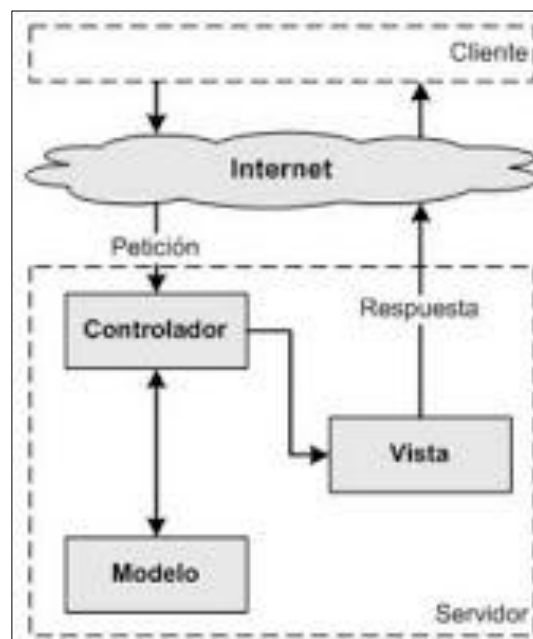 Cliente
Internet
Petición
Controlador
Respuesta
Vista
Modelo
Servidor